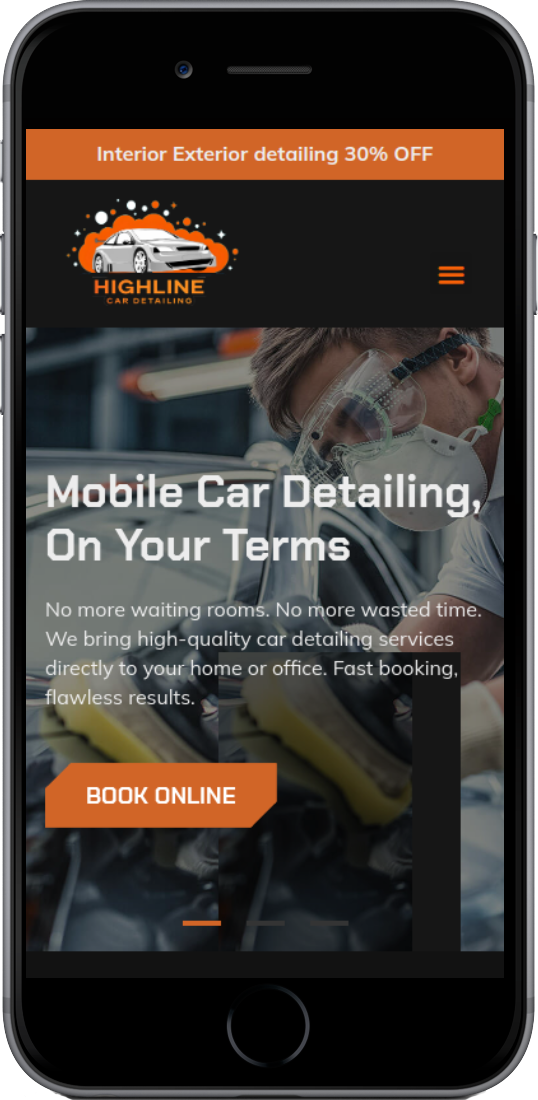 Interior Exterior detailing 30% OFF
HIGHLINE
CAR DETAILING
Mobile Car Detailing,
On Your Terms
No more waiting rooms. No more wasted time.
We bring high-quality car detailing services
directly to your home or office. Fast booking,
flawless results.
BOOK ONLINE